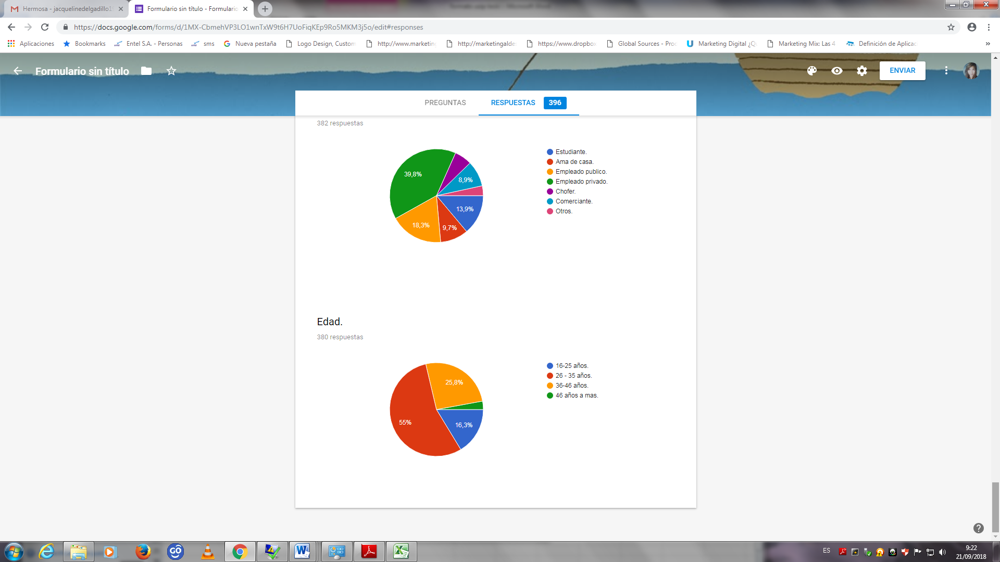 Hermosa - jacquelinedelgadillo1
Formulario sin título - Formulario
https://docs.google.com/forms/d/1MX-CbmehVP3LO1wnTxW9t6H7UoFiqKEp9Ro5MKM3j5o/edit#responses
Aplicaciones
Bookmarks
Entel S.A. - Personas
sms
Nueva pestaña
Logo Design, Custom
http://www.marketing
http://marketingalde
https://www.dropbox
Global Sources - Proc
Marketing Digital ¿Q
Marketing Mix: Las 4
Definición de Aplicac
»
Formulario sin título
ENVIAR
PREGUNTAS
RESPUESTAS 396
382 respuestas
39,8%
8,9%
13,9%
18,3%
9,7%
Estudiante.
Ama de casa.
Empleado publico.
Empleado privado.
Chofer.
Comerciante.
Otros.
Edad.
380 respuestas
25,8%
55%
16,3%
16-25 años.
26 - 35 años.
36-46 años.
46 años a mas.
GO
ES
9:22
21/09/2018